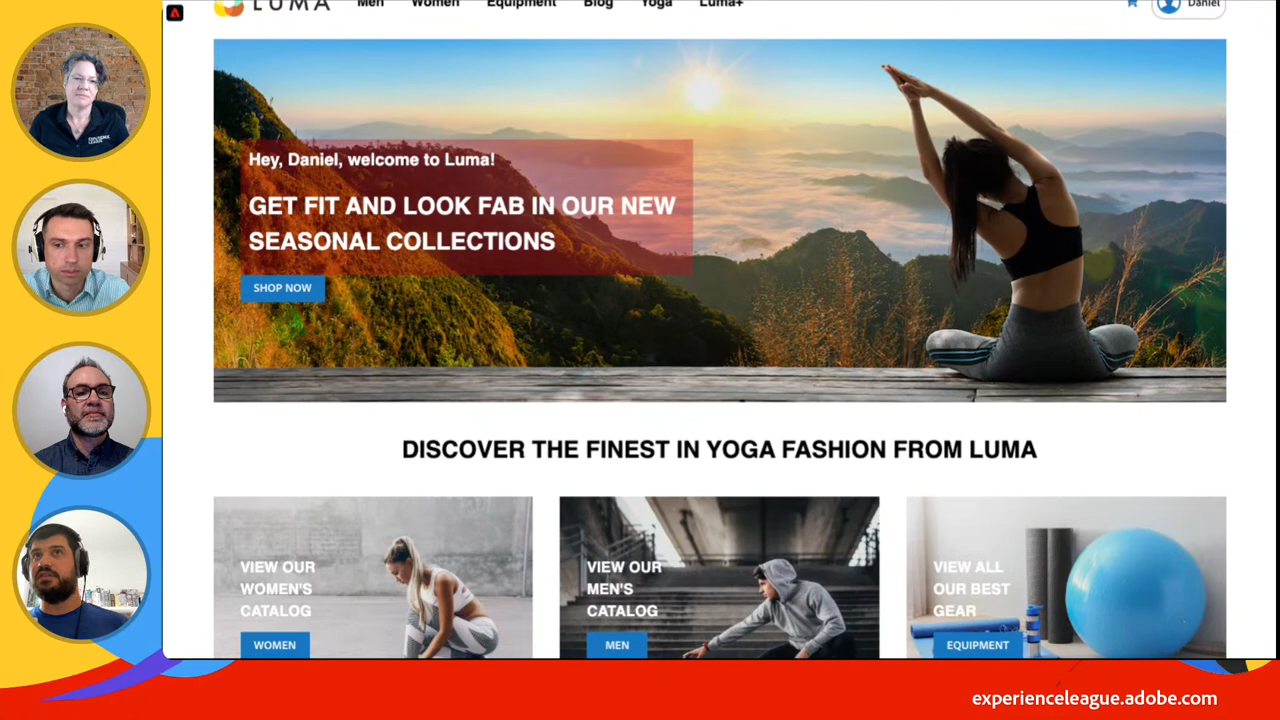 LUMA Men Women Equipment Blog Yoga Luma+ Daniel
Hey, Daniel, welcome to Luma!
GET FIT AND LOOK FAB IN OUR NEW
SEASONAL COLLECTIONS
SHOP NOW
DISCOVER THE FINEST IN YOGA FASHION FROM LUMA
VIEW OUR
WOMEN'S
CATALOG
WOMEN
VIEW OUR
MEN'S
CATALOG
MEN
VIEW ALL
OUR BEST
GEAR
EQUIPMENT
experienceleague.adobe.com